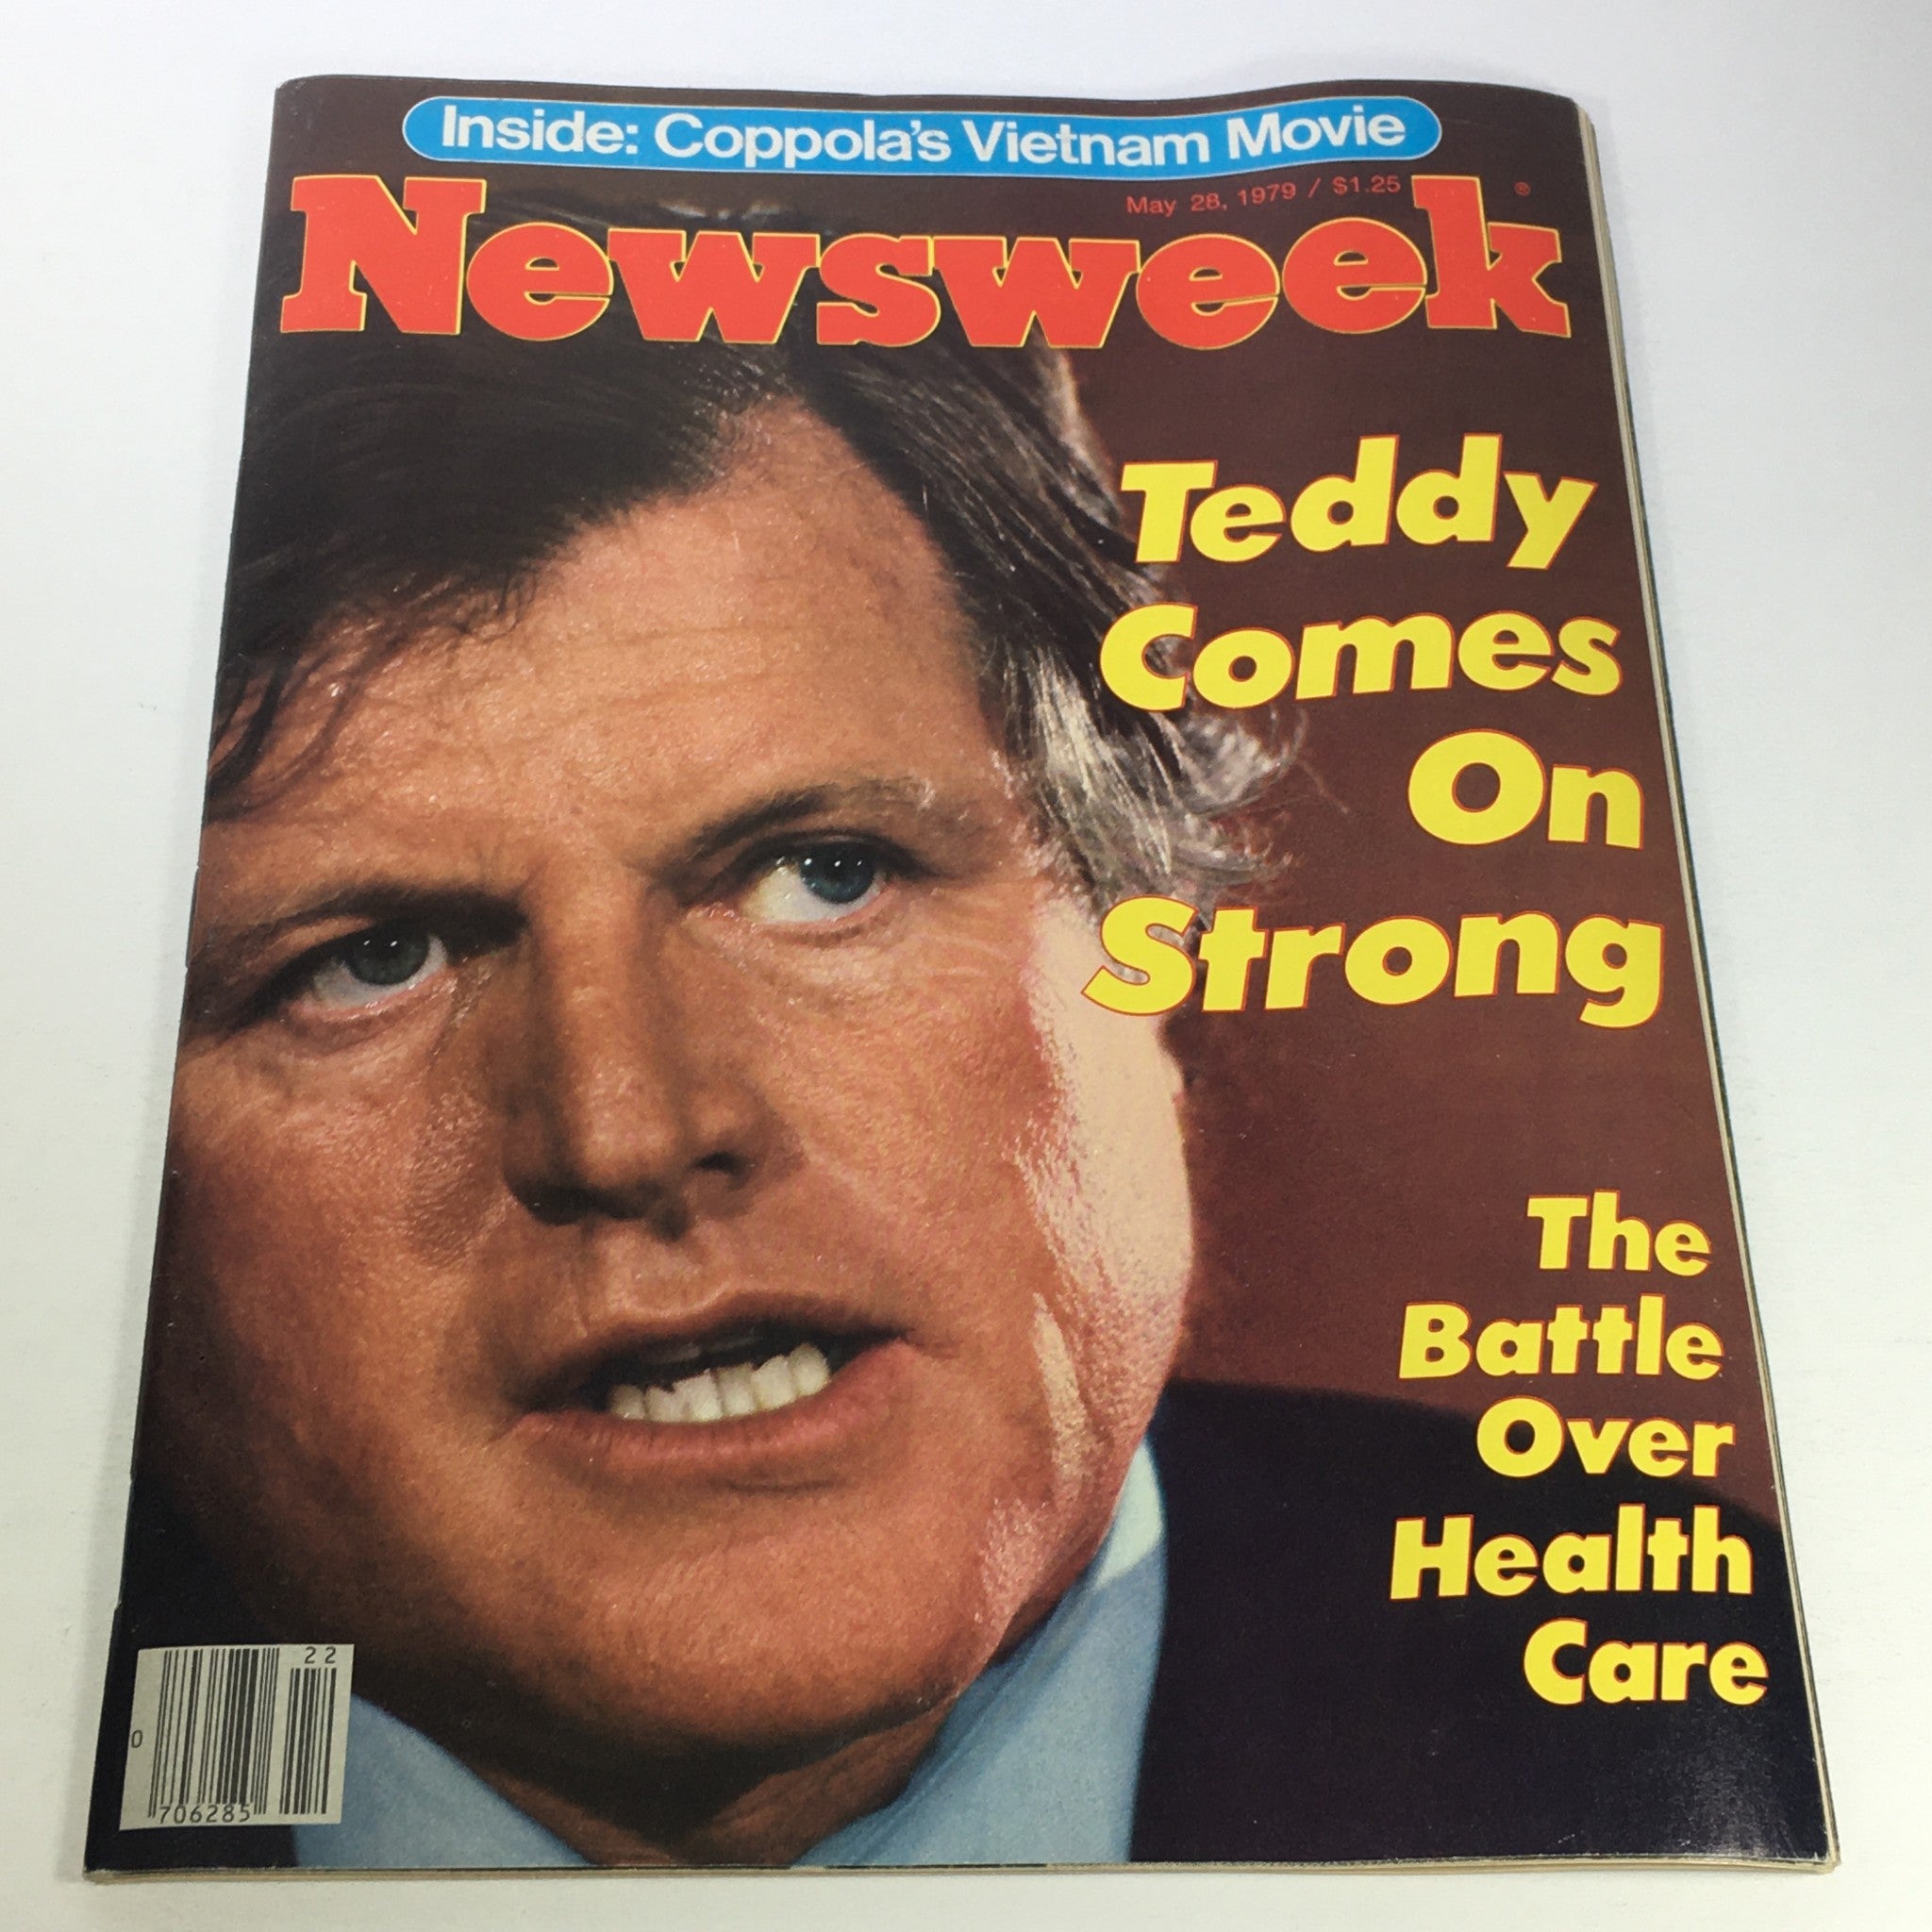 Inside: Coppola's Vietnam Movie
May 28, 1979 / $1.25
Newsweek®
Teddy
Comes
On
Strong
The
Battle
Over
Health
Care
22
0
706285